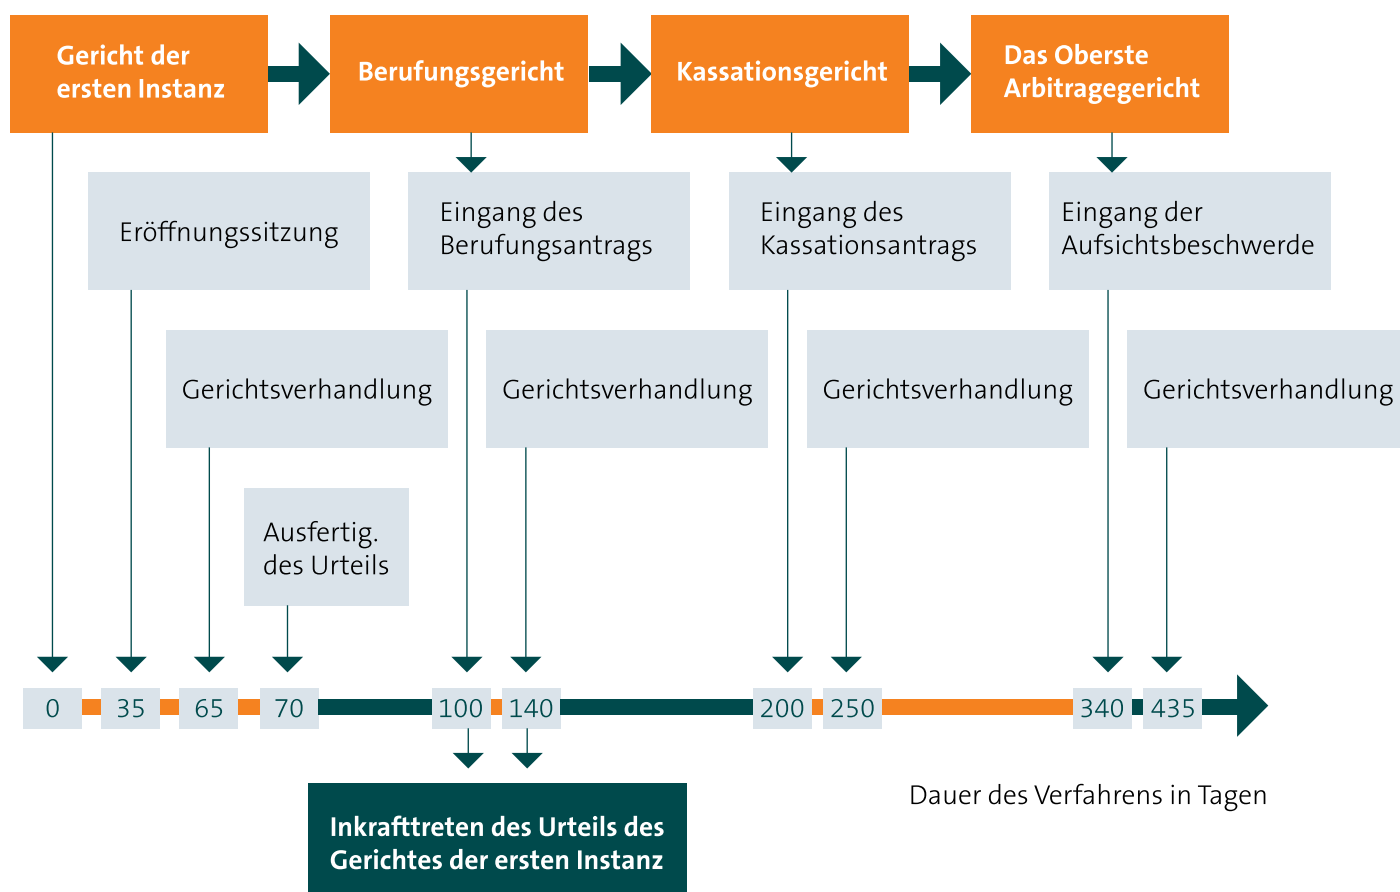 Gericht der
ersten Instanz
Berufungsgericht
Kassationsgericht
Das Oberste
Arbitragegericht
Eröffnungssitzung
Eingang des
Berufungsantrags
Eingang des
Kassationsantrags
Eingang der
Aufsichtsbeschwerde
Gerichtsverhandlung
Gerichtsverhandlung
Gerichtsverhandlung
Gerichtsverhandlung
Ausfertig.
des Urteils
0 35 65 70 100 140 200 250 340 435
Dauer des Verfahrens in Tagen
Inkrafttreten des Urteils des
Gerichtes der ersten Instanz